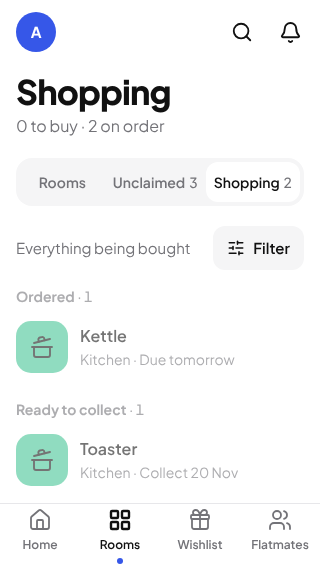 A
Shopping
0 to buy · 2 on order
Rooms
Unclaimed 3
Shopping 2
Everything being bought
Filter
Ordered · 1
Kettle
Kitchen · Due tomorrow
Ready to collect · 1
Toaster
Kitchen · Collect 20 Nov
Home
Rooms
Wishlist
Flatmates